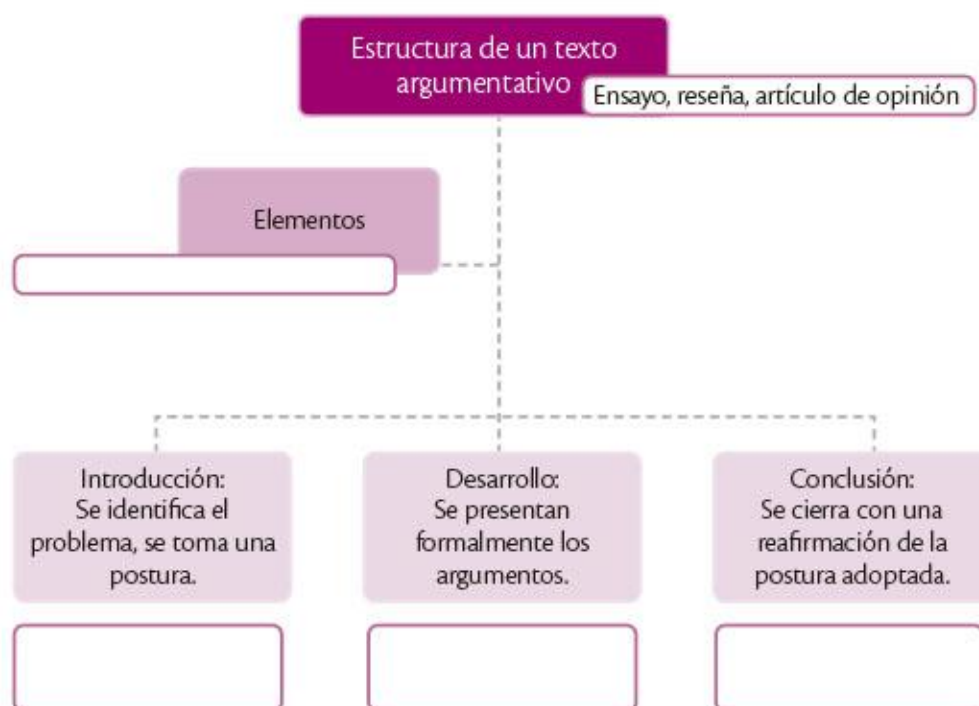 Estructura de un texto
argumentativo
Ensayo, reseña, artículo de opinión
Elementos
Introducción:
Se identifica el
problema, se toma una
postura.
Desarrollo:
Se presentan
formalmente los
argumentos.
Conclusión:
Se cierra con una
reafirmación de la
postura adoptada.